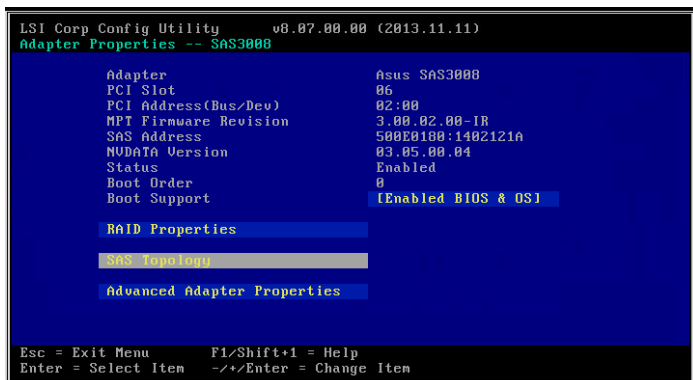 LSI Corp Config Utility v8.07.00.00 (2013.11.11)
Adapter Properties -- SAS3008
Adapter Asus SAS3008
PCI Slot 06
PCI Address(Bus/Dev) 02:00
MPT Firmware Revision 3.00.02.00-IR
SAS Address 500E0180:1402121A
NVDATA Version 03.05.00.04
Status Enabled
Boot Order 0
Boot Support [Enabled BIOS & OS]
RAID Properties
SAS Topology
Advanced Adapter Properties
Esc = Exit Menu F1/Shift+1 = Help
Enter = Select Item -/+/Enter = Change Item